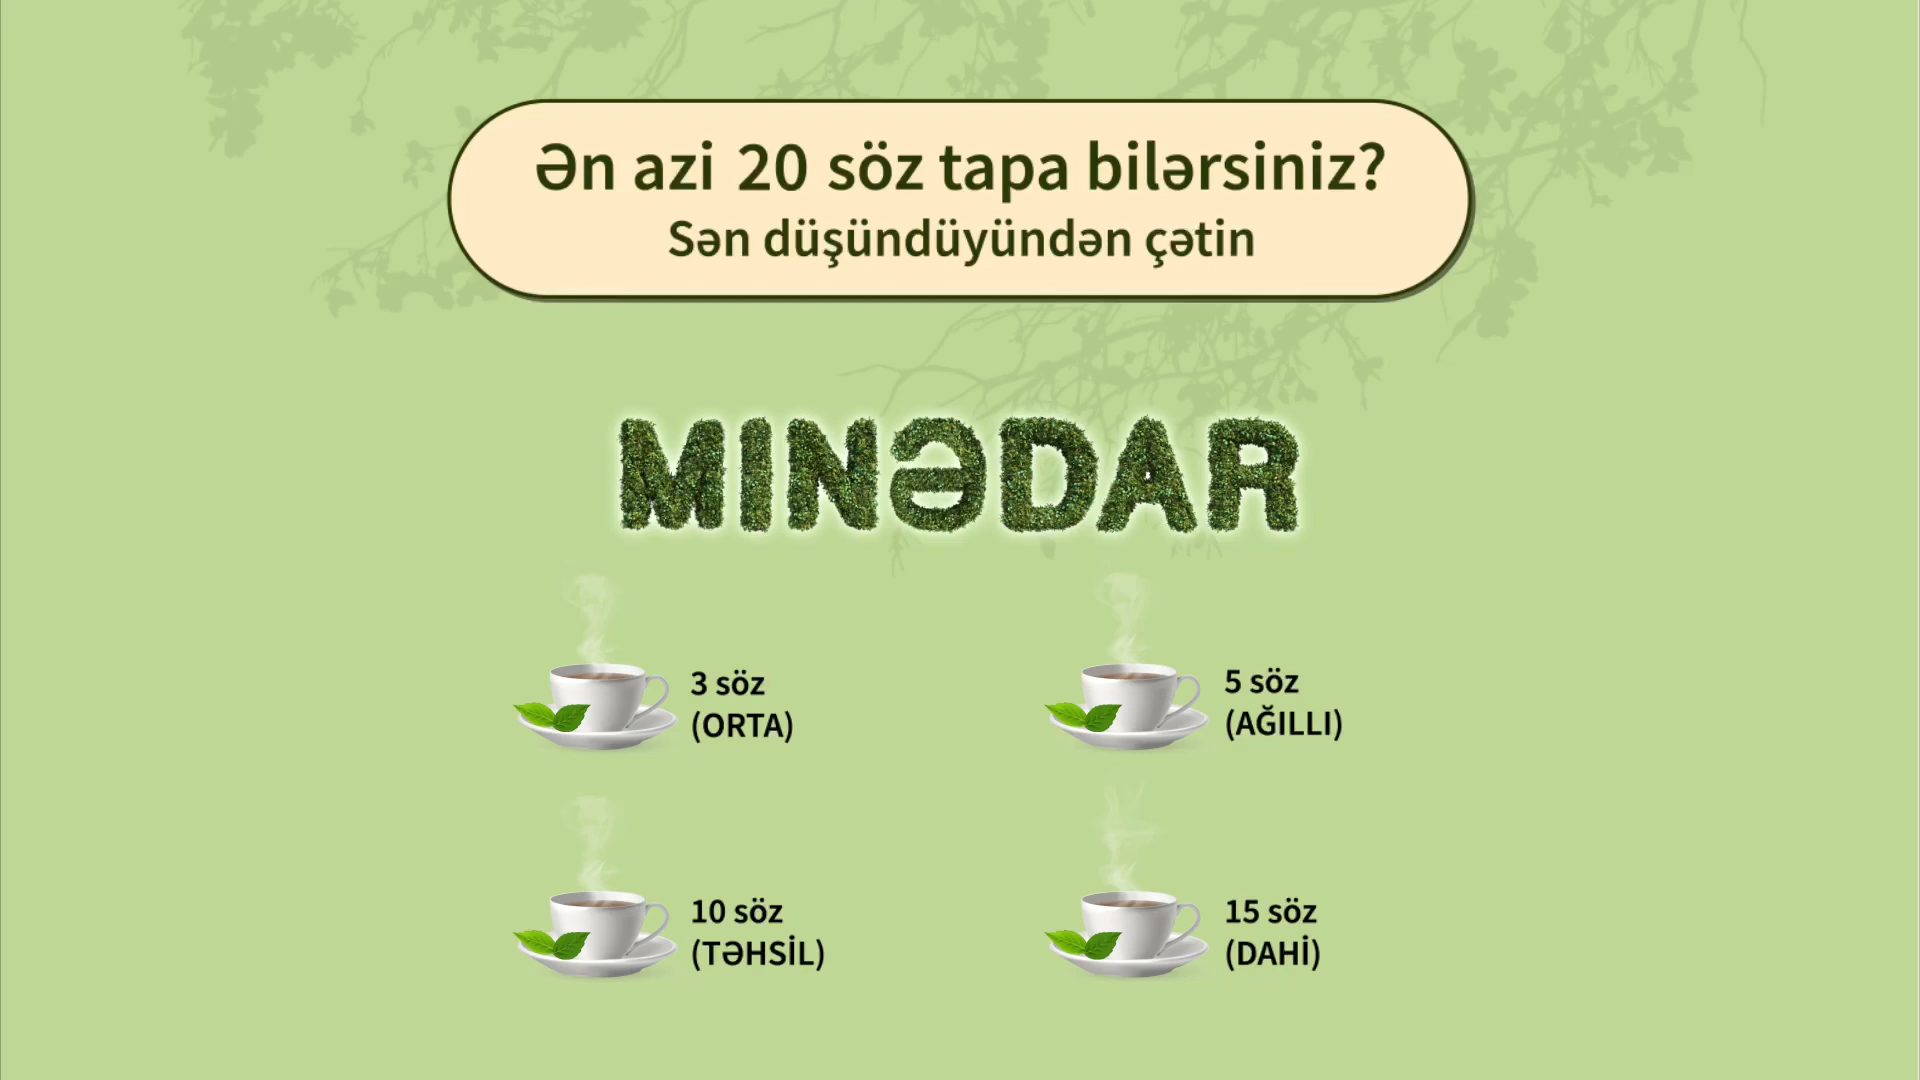 Ən azi 20 söz tapa bilərsiniz?
Sən düşündüyündən çətin
MINƏDAR
3 söz
(ORTA)
5 söz
(AĞILLI)
10 söz
(TƏHSİL)
15 söz
(DAHİ)